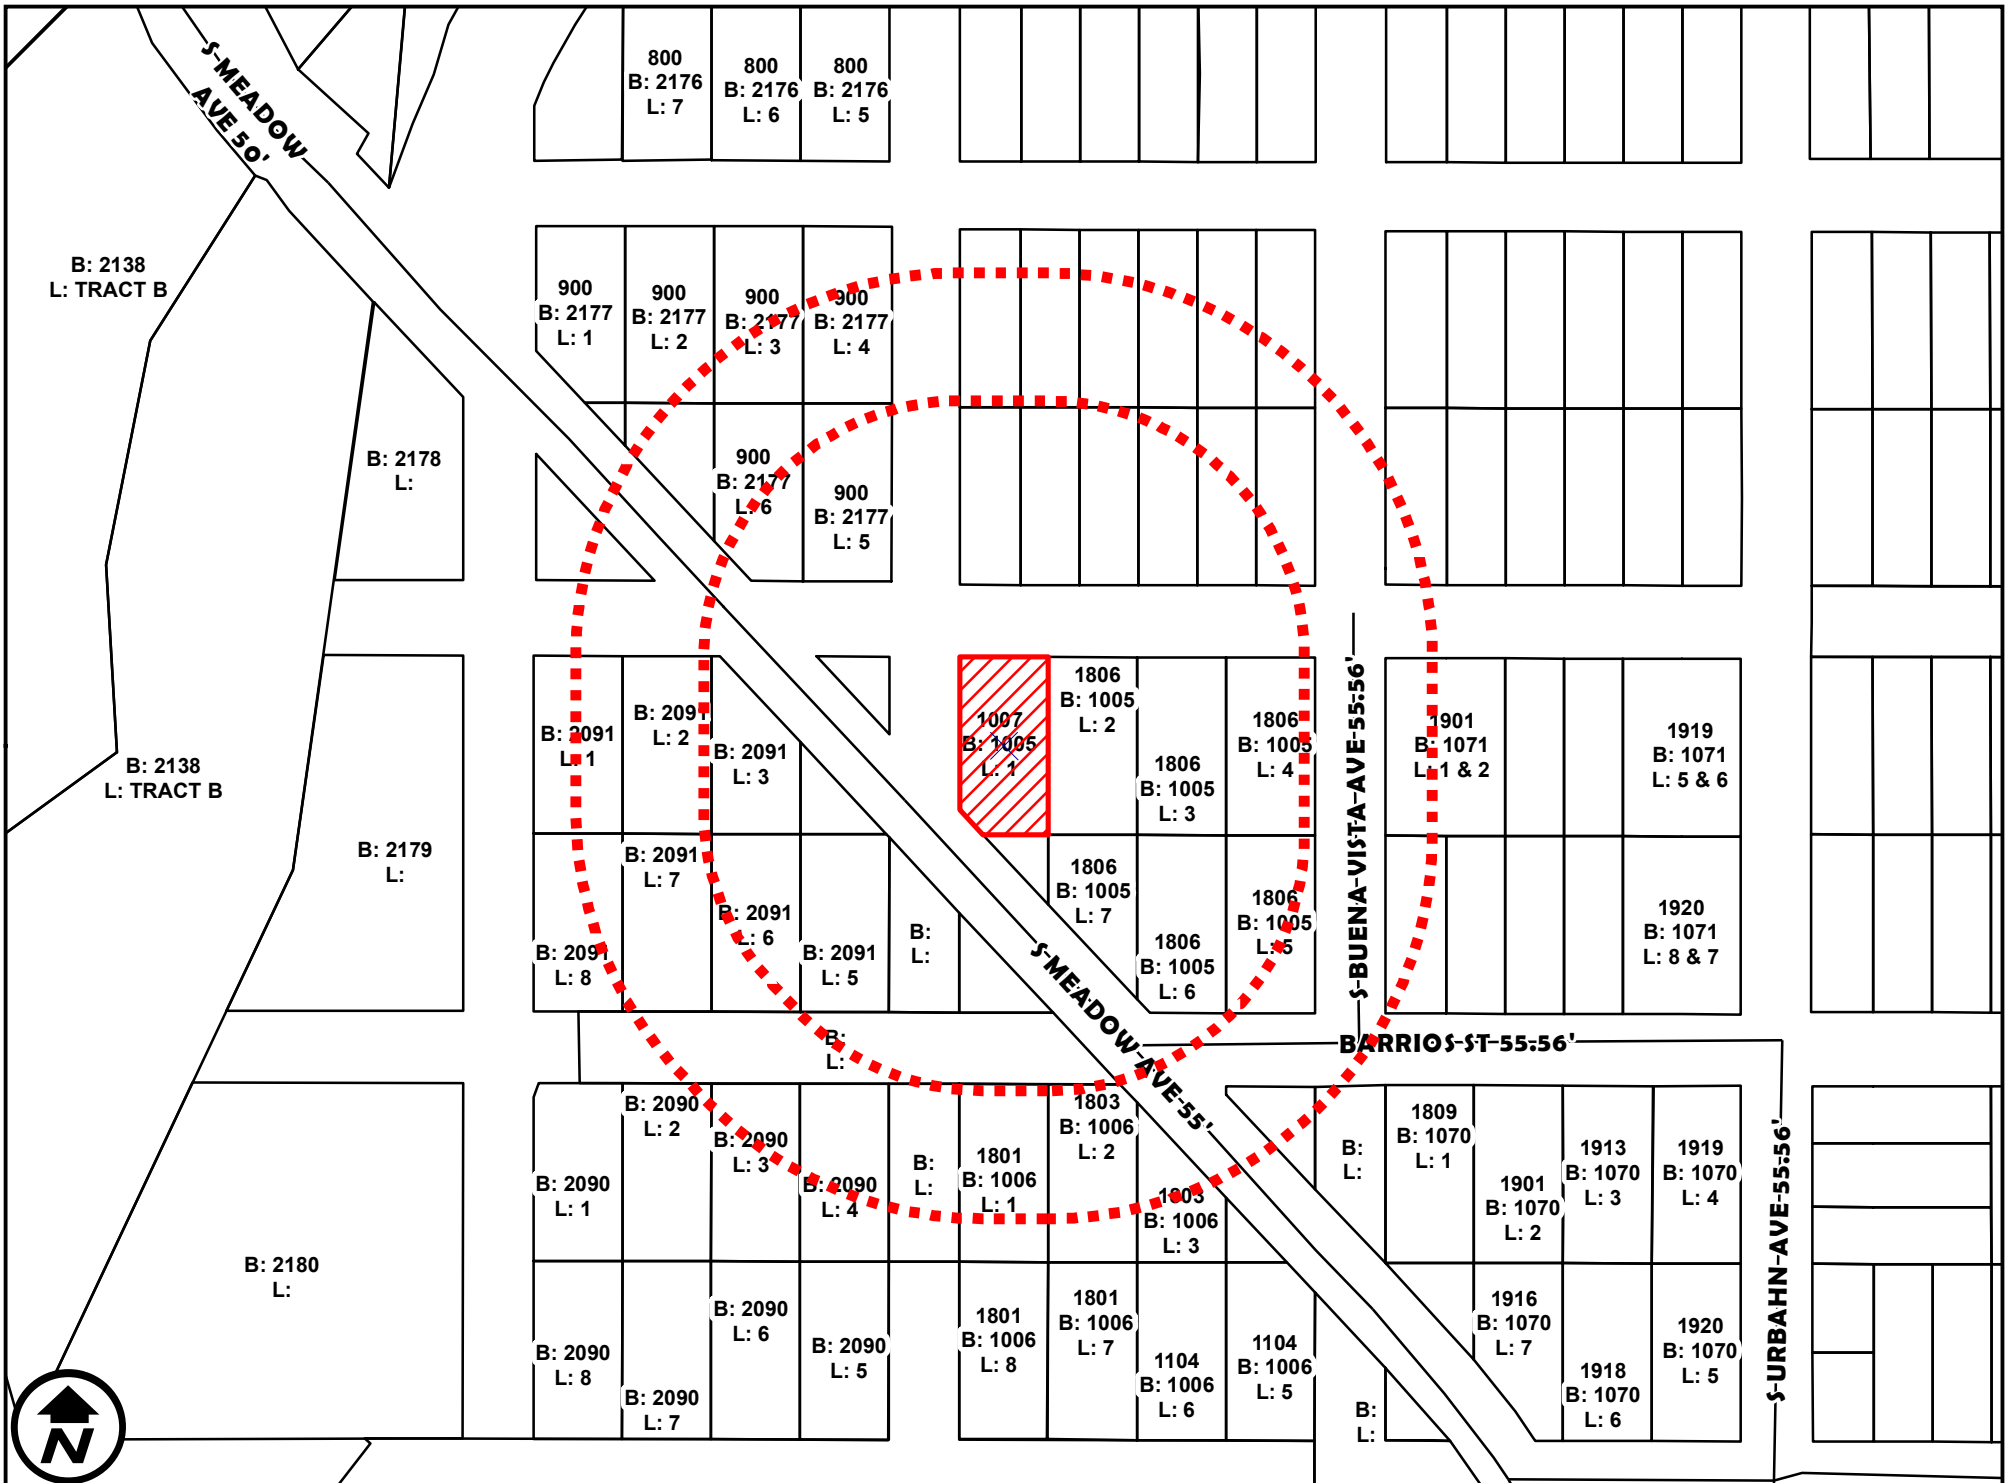 S MEADOW
AVE 50'
800
B: 2176
L: 7
800
B: 2176
L: 6
800
B: 2176
L: 5
B: 2138
L: TRACT B
900
B: 2177
L: 1
900
B: 2177
L: 2
900
B: 2177
L: 3
900
B: 2177
L: 4
B: 2178
L:
900
B: 2177
L: 6
900
B: 2177
L: 5
B: 2138
L: TRACT B
B: 2179
L:
B: 2091
L: 1
B: 2091
L: 2
B: 2091
L: 3
1007
B: 1005
L: 1
1806
B: 1005
L: 2
1806
B: 1005
L: 3
1806
B: 1005
L: 4
S BUENA VISTA AVE 55.56'
1901
B: 1071
L: 1 & 2
1919
B: 1071
L: 5 & 6
B: 2091
L: 8
B: 2091
L: 7
B: 2091
L: 6
B: 2091
L: 5
B:
L:
1806
B: 1005
L: 7
1806
B: 1005
L: 6
1806
B: 1005
L: 5
1920
B: 1071
L: 8 & 7
S MEADOW AVE 55'
B:
L:
BARRIOS ST 55.56'
B: 2180
L:
B: 2090
L: 1
B: 2090
L: 2
B: 2090
L: 3
B: 2090
L: 4
B:
L:
1801
B: 1006
L: 1
1803
B: 1006
L: 2
1803
B: 1006
L: 3
B:
L:
1809
B: 1070
L: 1
1901
B: 1070
L: 2
1913
B: 1070
L: 3
1919
B: 1070
L: 4
S URBAHN AVE 55.56'
B: 2090
L: 8
B: 2090
L: 7
B: 2090
L: 6
B: 2090
L: 5
1801
B: 1006
L: 8
1801
B: 1006
L: 7
1104
B: 1006
L: 6
1104
B: 1006
L: 5
B:
L:
1916
B: 1070
L: 7
1918
B: 1070
L: 6
1920
B: 1070
L: 5
N